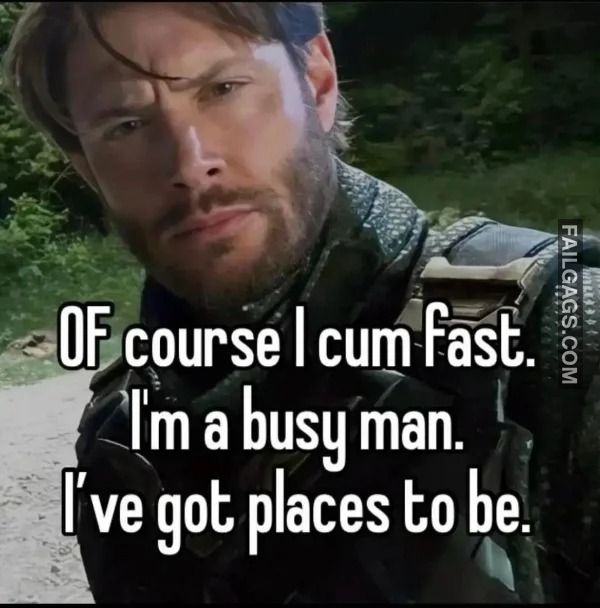 OF course I cum fast.
I'm a busy man.
I've got places to be.
FAILGAGS.COM